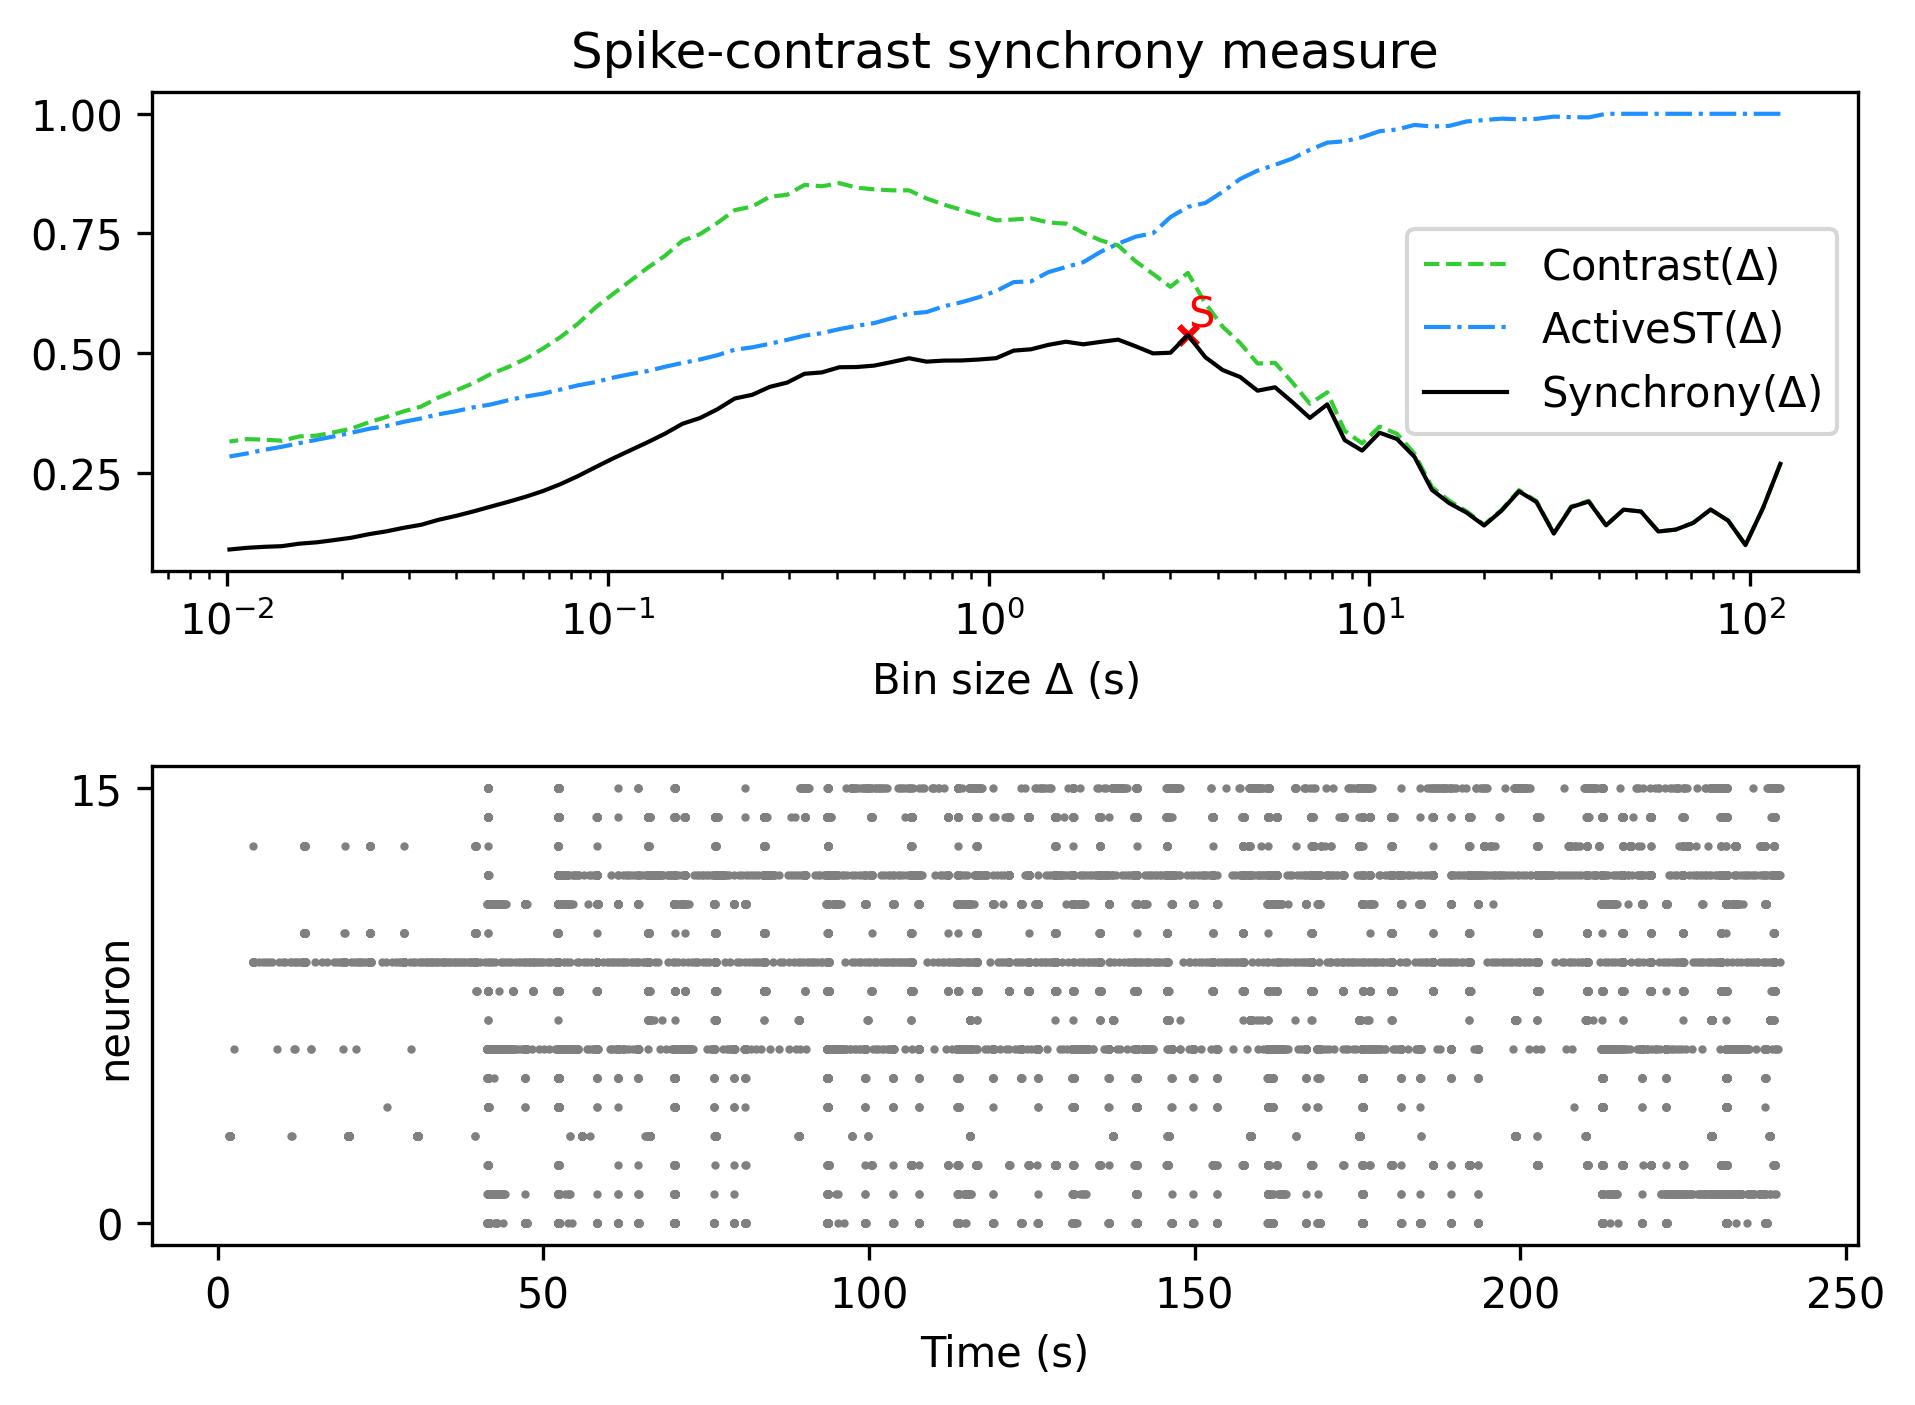 Spike-contrast synchrony measure
1.00
0.75
0.50
0.25
S
Contrast(Δ)
ActiveST(Δ)
Synchrony(Δ)
10⁻² 10⁻¹ 10⁰ 10¹ 10²
Bin size Δ (s)
15
neuron
0
0 50 100 150 200 250
Time (s)